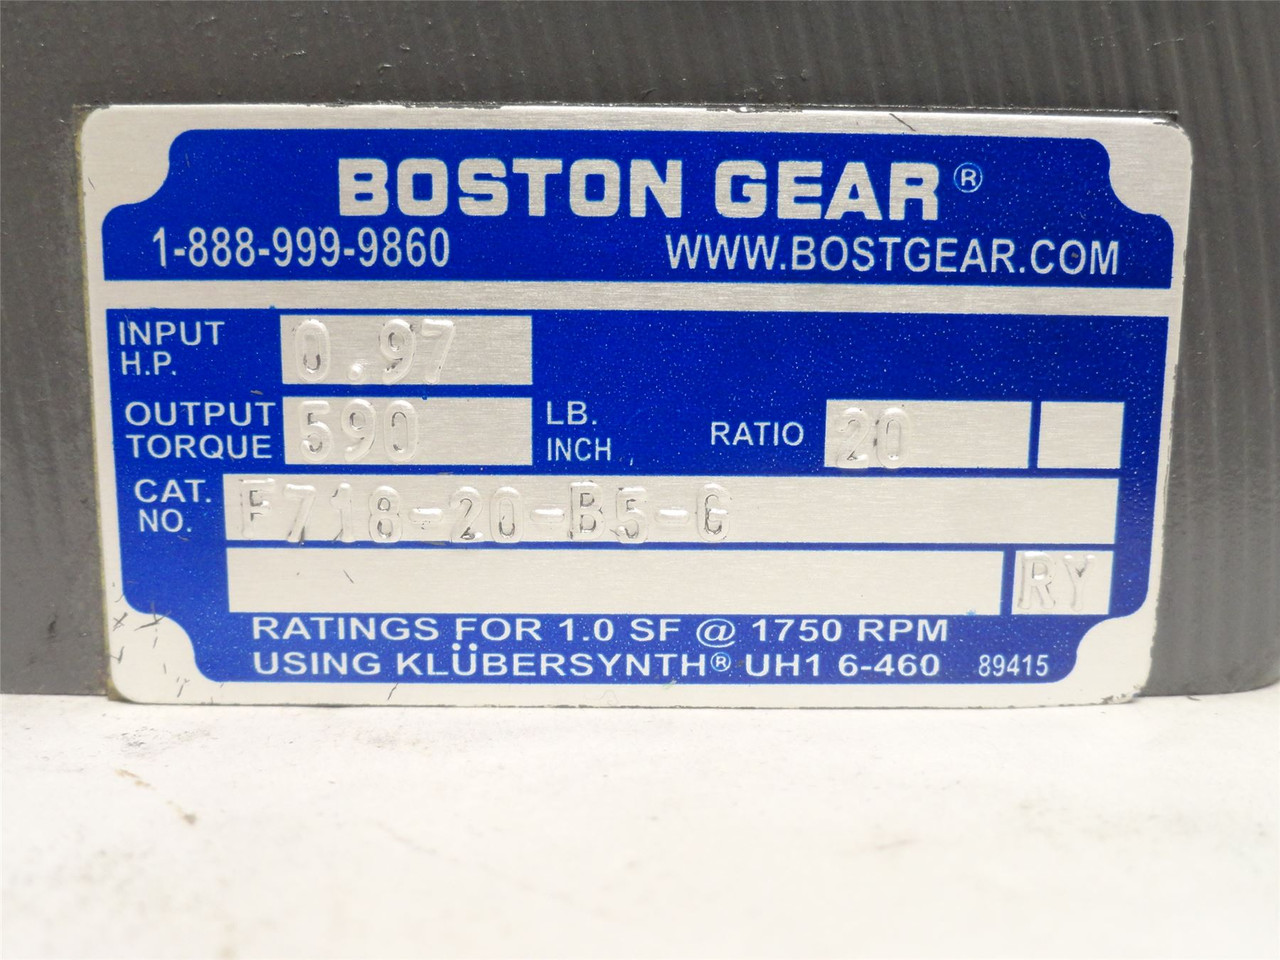 BOSTON GEAR®
1-888-999-9860 WWW.BOSTGEAR.COM
INPUT H.P. 0.97
OUTPUT TORQUE 590 LB. INCH RATIO 20
CAT. NO. F718-20-B5-G
RY
RATINGS FOR 1.0 SF @ 1750 RPM
USING KLÜBERSYNTH® UH1 6-460 89415